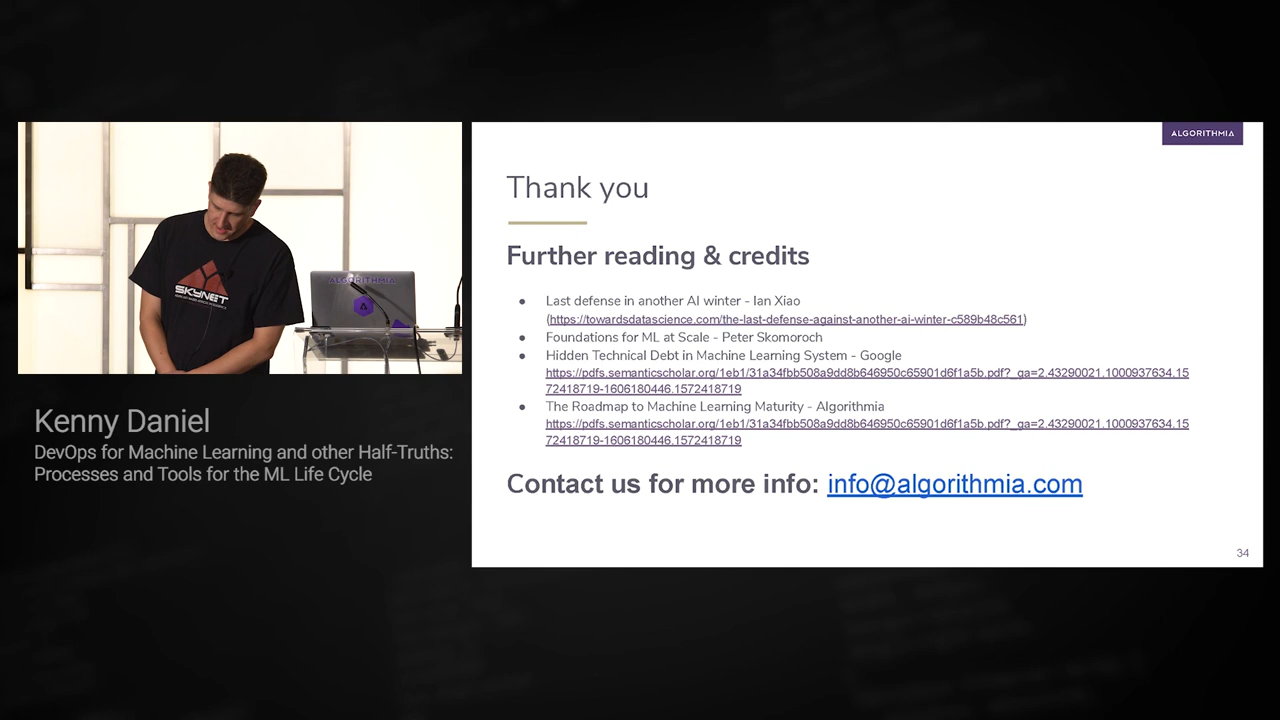 ALGORITHMIA
Thank you
Further reading & credits
● Last defense in another AI winter - Ian Xiao
(https://towardsdatascience.com/the-last-defense-against-another-ai-winter-c589b48c561)
● Foundations for ML at Scale - Peter Skomoroch
● Hidden Technical Debt in Machine Learning System - Google
https://pdfs.semanticscholar.org/1eb1/31a34fbb508a9dd8b646950c65901d6f1a5b.pdf?_ga=2.43290021.1000937634.15
72418719-1606180446.1572418719
● The Roadmap to Machine Learning Maturity - Algorithmia
https://pdfs.semanticscholar.org/1eb1/31a34fbb508a9dd8b646950c65901d6f1a5b.pdf?_ga=2.43290021.1000937634.15
72418719-1606180446.1572418719
Contact us for more info: info@algorithmia.com
34
SKYNET
ALGORITHMIA
Kenny Daniel
DevOps for Machine Learning and other Half-Truths:
Processes and Tools for the ML Life Cycle